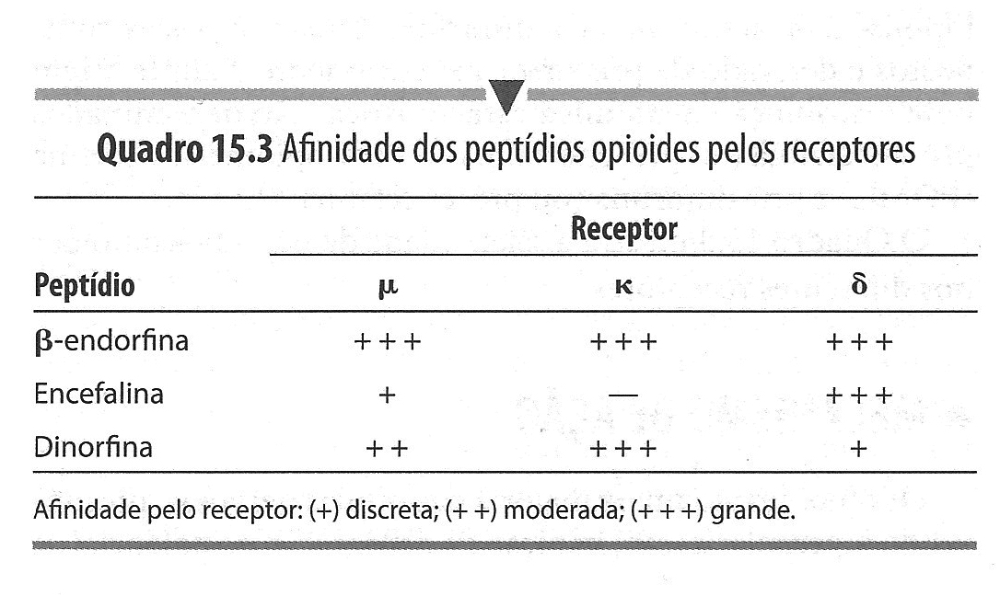 Quadro 15.3 Afinidade dos peptídios opioides pelos receptores
Receptor
Peptídio μ κ δ
β-endorfina +++ +++ +++
Encefalina + — +++
Dinorfina ++ +++ +
Afinidade pelo receptor: (+) discreta; (++) moderada; (+++) grande.